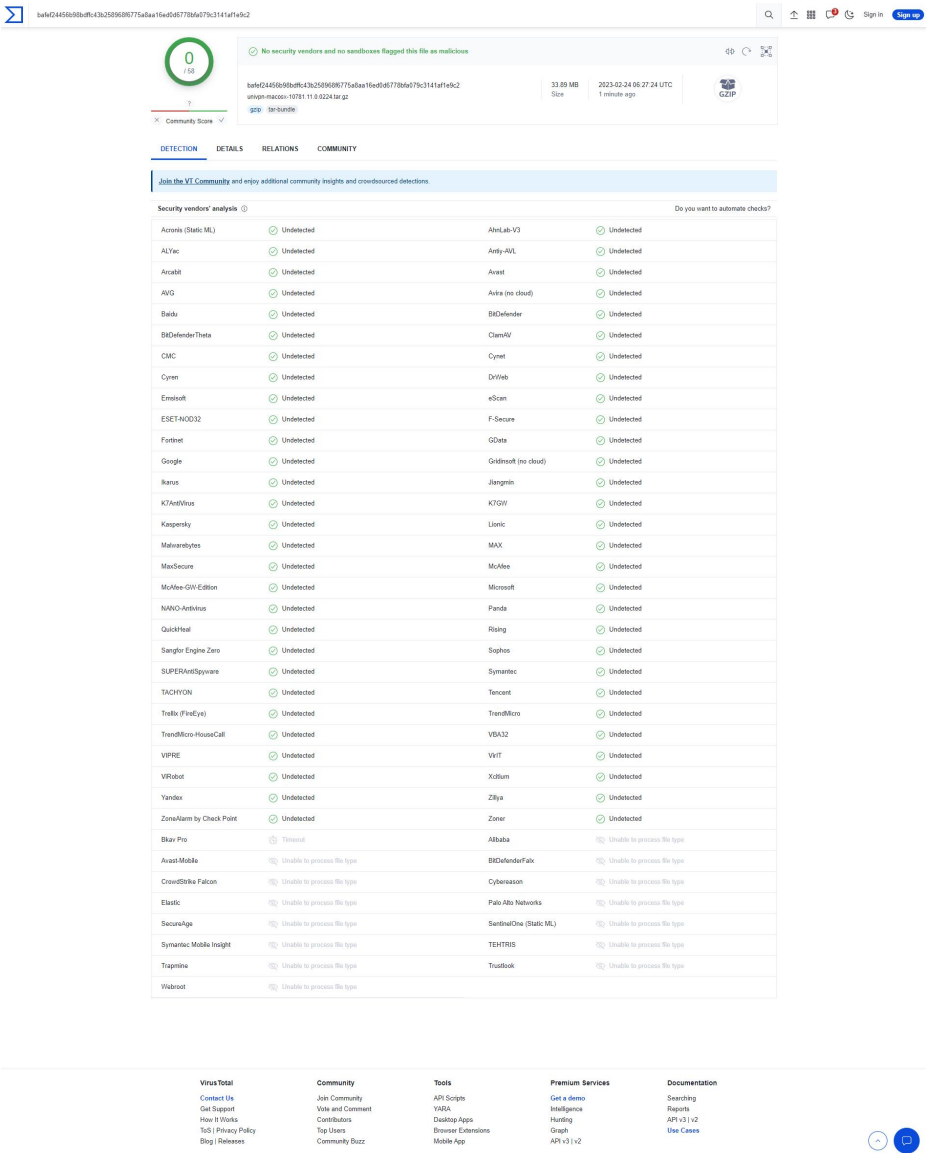 bafef24456b98bdffc43b258968f6775a8aa16ed0d6778bfa079c3141af1e9c2
3
Sign in Sign up
0
/ 58
?
Community Score
No security vendors and no sandboxes flagged this file as malicious
bafef24456b98bdffc43b258968f6775a8aa16ed0d6778bfa079c3141af1e9c2
univpn-macosx-10781.11.0.0224.tar.gz
gzip tar-bundle
33.89 MB
Size
2023-02-24 06:27:24 UTC
1 minute ago
GZIP
DETECTION DETAILS RELATIONS COMMUNITY
Join the VT Community and enjoy additional community insights and crowdsourced detections.
Security vendors' analysis Do you want to automate checks?
Acronis (Static ML) Undetected AhnLab-V3 Undetected
ALYac Undetected Antiy-AVL Undetected
Arcabit Undetected Avast Undetected
AVG Undetected Avira (no cloud) Undetected
Baidu Undetected BitDefender Undetected
BitDefenderTheta Undetected ClamAV Undetected
CMC Undetected Cynet Undetected
Cyren Undetected DrWeb Undetected
Emsisoft Undetected eScan Undetected
ESET-NOD32 Undetected F-Secure Undetected
Fortinet Undetected GData Undetected
Google Undetected Gridinsoft (no cloud) Undetected
Ikarus Undetected Jiangmin Undetected
K7AntiVirus Undetected K7GW Undetected
Kaspersky Undetected Lionic Undetected
Malwarebytes Undetected MAX Undetected
MaxSecure Undetected McAfee Undetected
McAfee-GW-Edition Undetected Microsoft Undetected
NANO-Antivirus Undetected Panda Undetected
QuickHeal Undetected Rising Undetected
Sangfor Engine Zero Undetected Sophos Undetected
SUPERAntiSpyware Undetected Symantec Undetected
TACHYON Undetected Tencent Undetected
Trellix (FireEye) Undetected TrendMicro Undetected
TrendMicro-HouseCall Undetected VBA32 Undetected
VIPRE Undetected VirIT Undetected
ViRobot Undetected Xcitium Undetected
Yandex Undetected Zillya Undetected
ZoneAlarm by Check Point Undetected Zoner Undetected
Bkav Pro Timeout Alibaba Unable to process file type
Avast-Mobile Unable to process file type BitDefenderFalx Unable to process file type
CrowdStrike Falcon Unable to process file type Cybereason Unable to process file type
Elastic Unable to process file type Palo Alto Networks Unable to process file type
SecureAge Unable to process file type SentinelOne (Static ML) Unable to process file type
Symantec Mobile Insight Unable to process file type TEHTRIS Unable to process file type
Trapmine Unable to process file type Trustlook Unable to process file type
Webroot Unable to process file type
VirusTotal Community Tools Premium Services Documentation
Contact Us Join Community API Scripts Get a demo Searching
Get Support Vote and Comment YARA Intelligence Reports
How It Works Contributors Desktop Apps Hunting API v3 | v2
ToS | Privacy Policy Top Users Browser Extensions Graph Use Cases
Blog | Releases Community Buzz Mobile App API v3 | v2